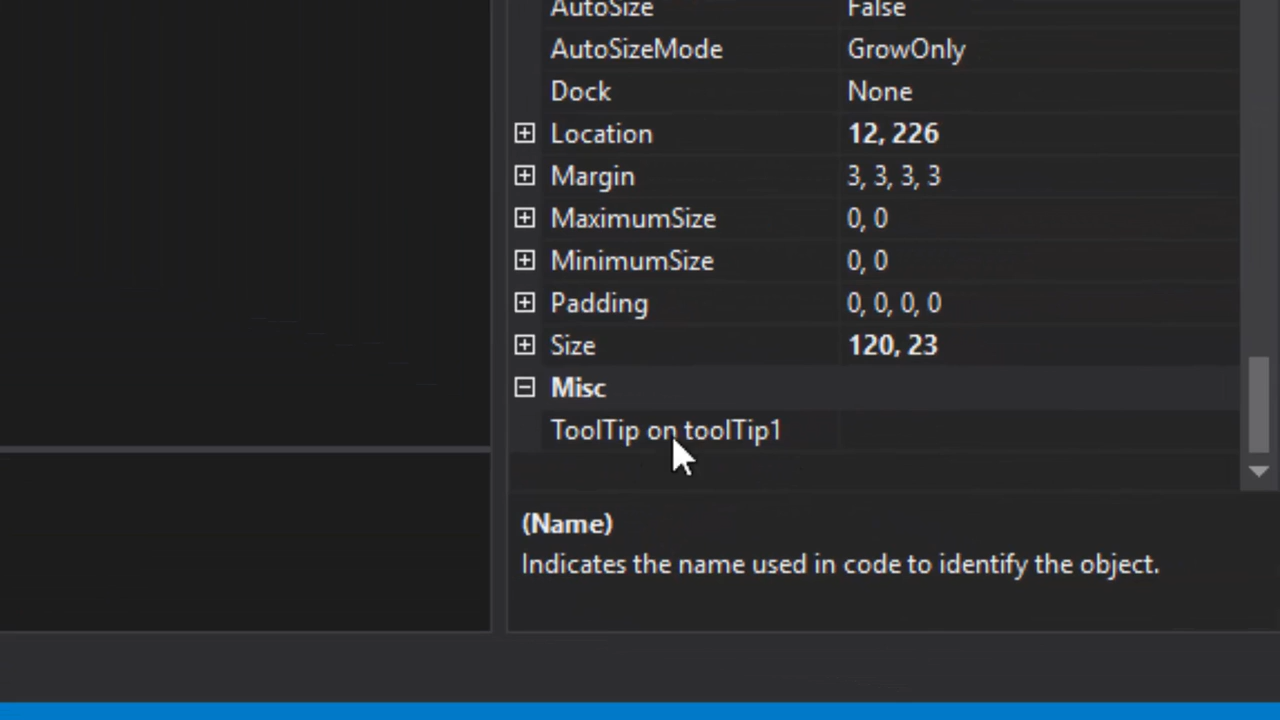 AutoSize False
AutoSizeMode GrowOnly
Dock None
Location 12, 226
Margin 3, 3, 3, 3
MaximumSize 0, 0
MinimumSize 0, 0
Padding 0, 0, 0, 0
Size 120, 23
Misc
ToolTip on toolTip1
(Name)
Indicates the name used in code to identify the object.